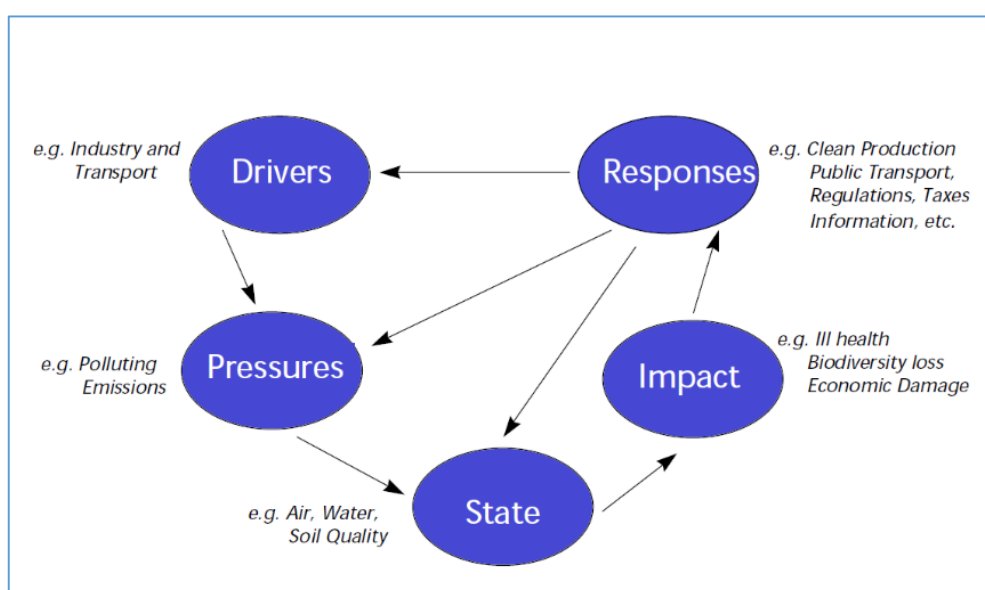 e.g. Industry and
Transport
Drivers
Responses
e.g. Clean Production
Public Transport,
Regulations, Taxes
Information, etc.
e.g. Polluting
Emissions
Pressures
Impact
e.g. Ill health
Biodiversity loss
Economic Damage
e.g. Air, Water,
Soil Quality
State